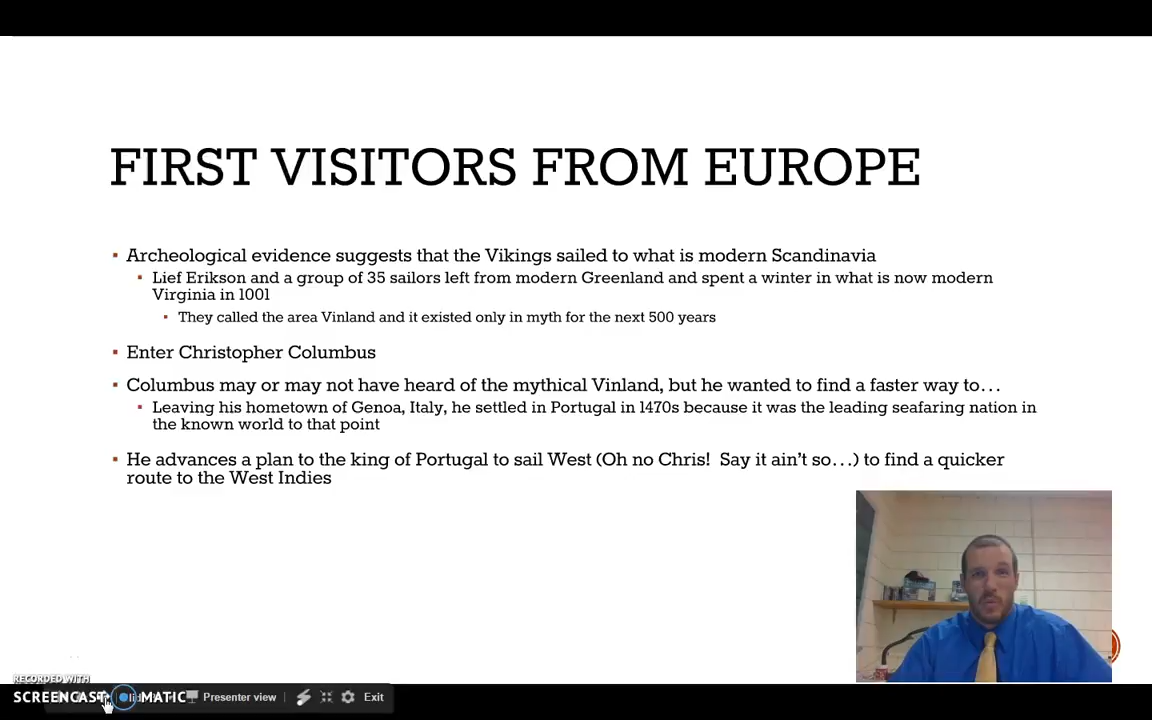 FIRST VISITORS FROM EUROPE
▪ Archeological evidence suggests that the Vikings sailed to what is modern Scandinavia
▪ Lief Erikson and a group of 35 sailors left from modern Greenland and spent a winter in what is now modern
Virginia in 1001
▪ They called the area Vinland and it existed only in myth for the next 500 years
▪ Enter Christopher Columbus
▪ Columbus may or may not have heard of the mythical Vinland, but he wanted to find a faster way to…
▪ Leaving his hometown of Genoa, Italy, he settled in Portugal in 1470s because it was the leading seafaring nation in
the known world to that point
▪ He advances a plan to the king of Portugal to sail West (Oh no Chris! Say it ain't so…) to find a quicker
route to the West Indies
RECORDED WITH
SCREENCAST MATIC
Presenter view
Exit